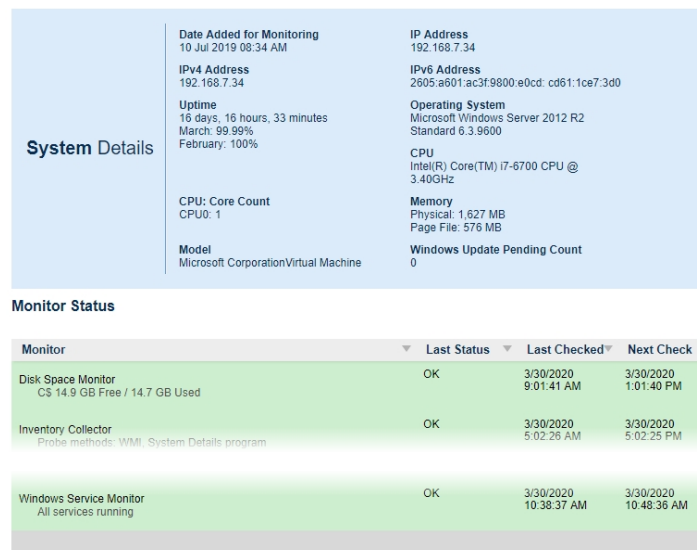 System Details
Date Added for Monitoring
10 Jul 2019 08:34 AM
IP Address
192.168.7.34
IPv4 Address
192.168.7.34
IPv6 Address
2605:a601:ac3f:9800:e0cd: cd61:1ce7:3d0
Uptime
16 days, 16 hours, 33 minutes
March: 99.99%
February: 100%
Operating System
Microsoft Windows Server 2012 R2
Standard 6.3.9600
CPU
Intel(R) Core(TM) i7-6700 CPU @
3.40GHz
CPU: Core Count
CPU0: 1
Memory
Physical: 1,627 MB
Page File: 576 MB
Model
Microsoft CorporationVirtual Machine
Windows Update Pending Count
0
Monitor Status
Monitor Last Status Last Checked Next Check
Disk Space Monitor OK 3/30/2020 3/30/2020
C$ 14.9 GB Free / 14.7 GB Used 9:01:41 AM 1:01:40 PM
Inventory Collector OK 3/30/2020 3/30/2020
Probe methods: WMI, System Details program 5:02:26 AM 5:02:25 PM
Windows Service Monitor OK 3/30/2020 3/30/2020
All services running 10:38:37 AM 10:48:36 AM